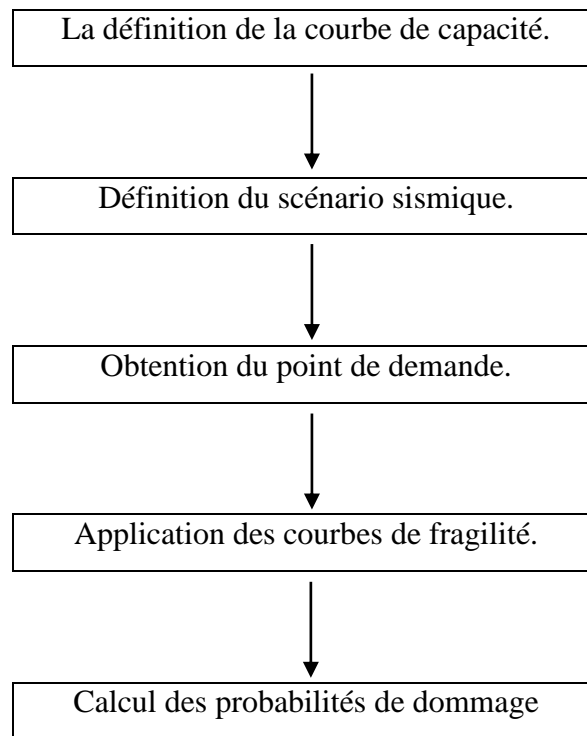 La définition de la courbe de capacité.
Définition du scénario sismique.
Obtention du point de demande.
Application des courbes de fragilité.
Calcul des probabilités de dommage